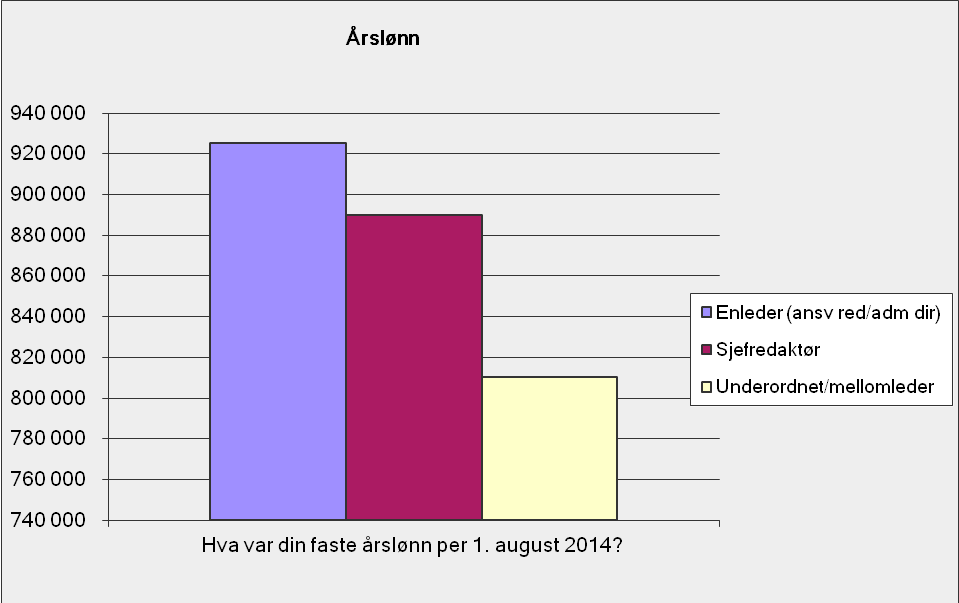 Årslønn
940 000
920 000
900 000
880 000
860 000
840 000
820 000
800 000
780 000
760 000
740 000
Hva var din faste årslønn per 1. august 2014?
Enleder (ansv red/adm dir)
Sjefredaktør
Underordnet/mellomleder